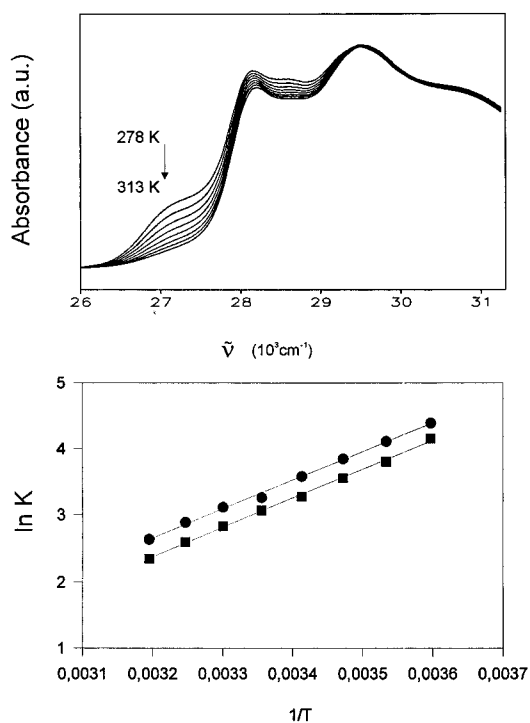 Absorbance (a.u.)
278 K
313 K
26 27 28 29 30 31
ṽ (10³cm⁻¹)
ln K
5
4
3
2
1
0,0031 0,0032 0,0033 0,0034 0,0035 0,0036 0,0037
1/T